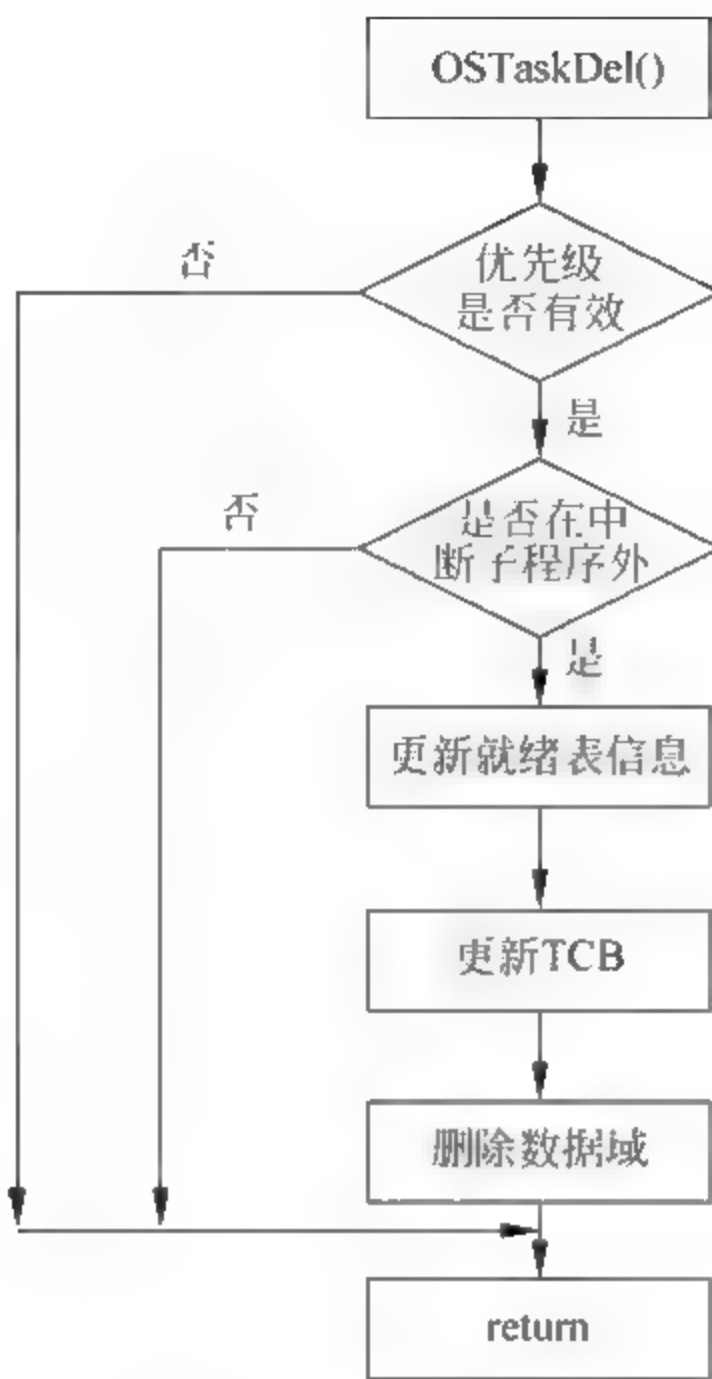 OSTaskDel()
否
优先级
是否有效
是
否
是否在中
断子程序外
是
更新就绪表信息
更新TCB
删除数据域
return